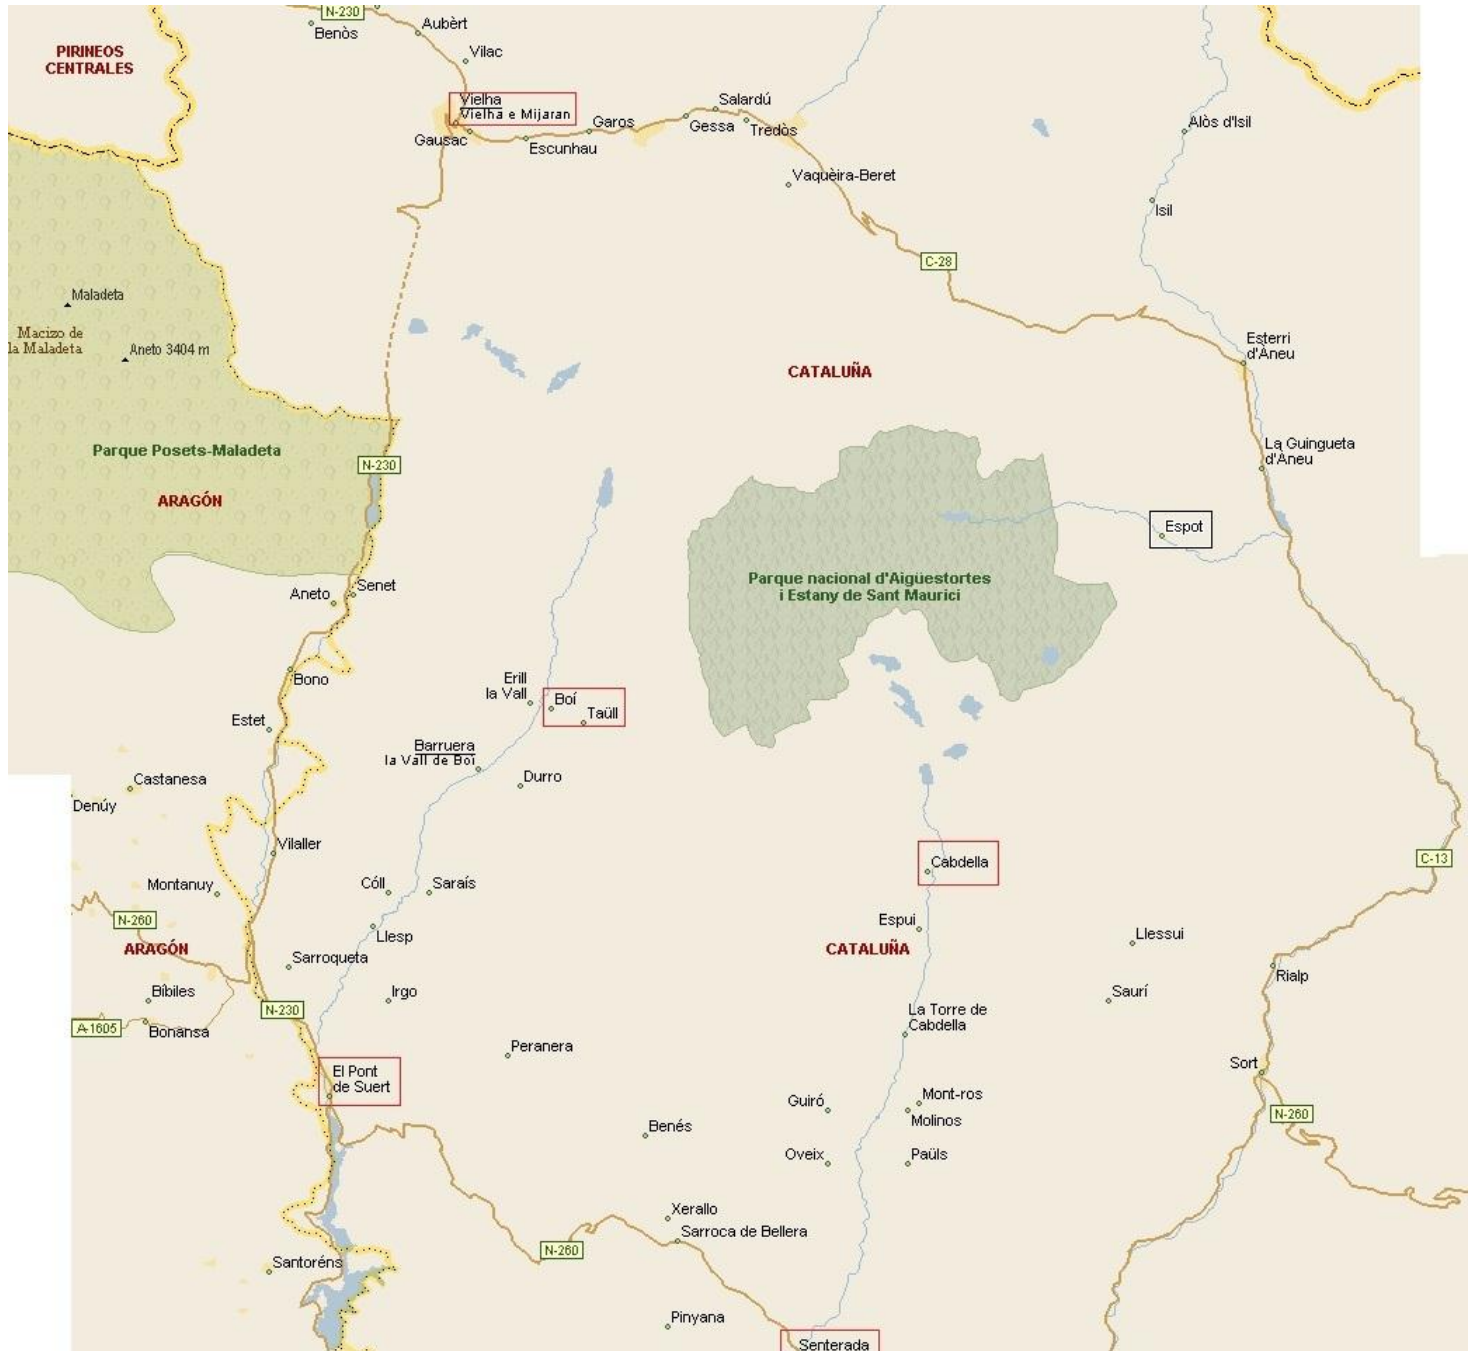 N-230
Benòs
Aubèrt
Vilac
PIRINEOS
CENTRALES
Vielha
Vielha e Mijaran
Gausac
Escunhau
Garos
Gessa
Salardú
Tredòs
Vaquèira-Beret
Alòs d'Isil
Isil
C-28
Maladeta
Macizo de
la Maladeta
Aneto 3404 m
CATALUÑA
Esterri
d'Àneu
Parque Posets-Maladeta
N-230
ARAGÓN
La Guingueta
d'Àneu
Espot
Parque nacional d'Aigüestortes
i Estany de Sant Maurici
Senet
Aneto
Bono
Erill
la Vall
Boí
Taüll
Estet
Barruera
la Vall de Boí
Durro
Castanesa
Denúy
Vilaller
Cabdella
C-13
Montanuy
Cóll
Saraís
N-260
ARAGÓN
Llesp
Espui
CATALUÑA
Llessui
Sarroqueta
Rialp
Bíbiles
Irgo
Saurí
N-230
A-1605
Bonansa
La Torre de
Cabdella
Peranera
El Pont
de Suert
Sort
Guiró
Mont-ros
Molinos
N-260
Benés
Oveix
Paüls
Xerallo
Sarroca de Bellera
N-260
Santoréns
Pinyana
Senterada